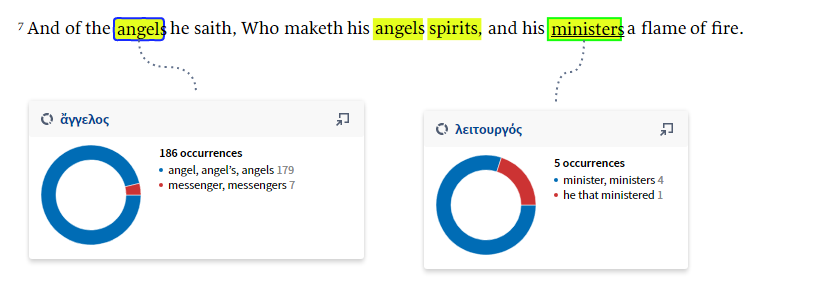 7 And of the angels he saith, Who maketh his angels spirits, and his ministers a flame of fire.
ἄγγελος
186 occurrences
• angel, angel's, angels 179
• messenger, messengers 7
λειτουργός
5 occurrences
• minister, ministers 4
• he that ministered 1